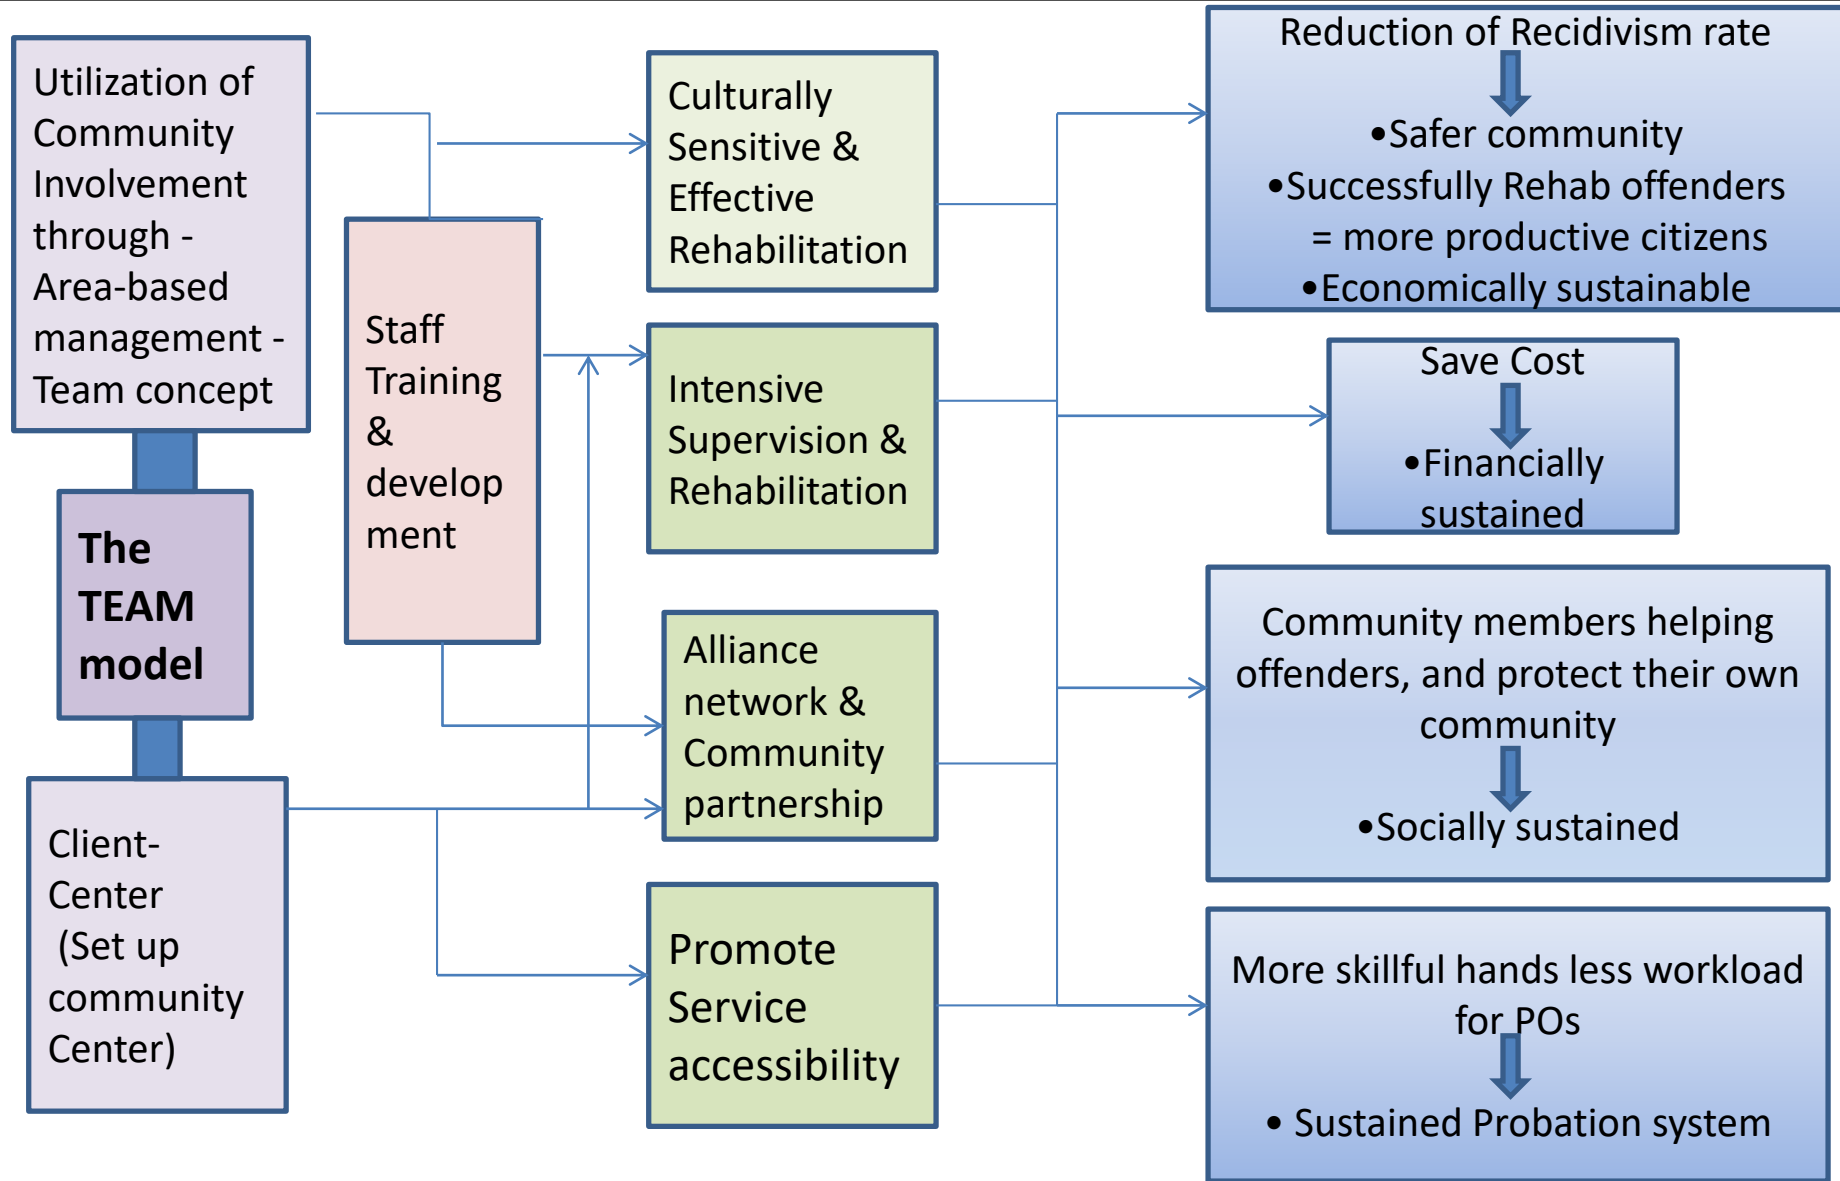 Utilization of
Community
Involvement
through -
Area-based
management -
Team concept
The
TEAM
model
Client-
Center
(Set up
community
Center)
Staff
Training
&
develop
ment
Culturally
Sensitive &
Effective
Rehabilitation
Intensive
Supervision &
Rehabilitation
Alliance
network &
Community
partnership
Promote
Service
accessibility
Reduction of Recidivism rate
•Safer community
•Successfully Rehab offenders
= more productive citizens
•Economically sustainable
Save Cost
•Financially
sustained
Community members helping
offenders, and protect their own
community
•Socially sustained
More skillful hands less workload
for POs
• Sustained Probation system